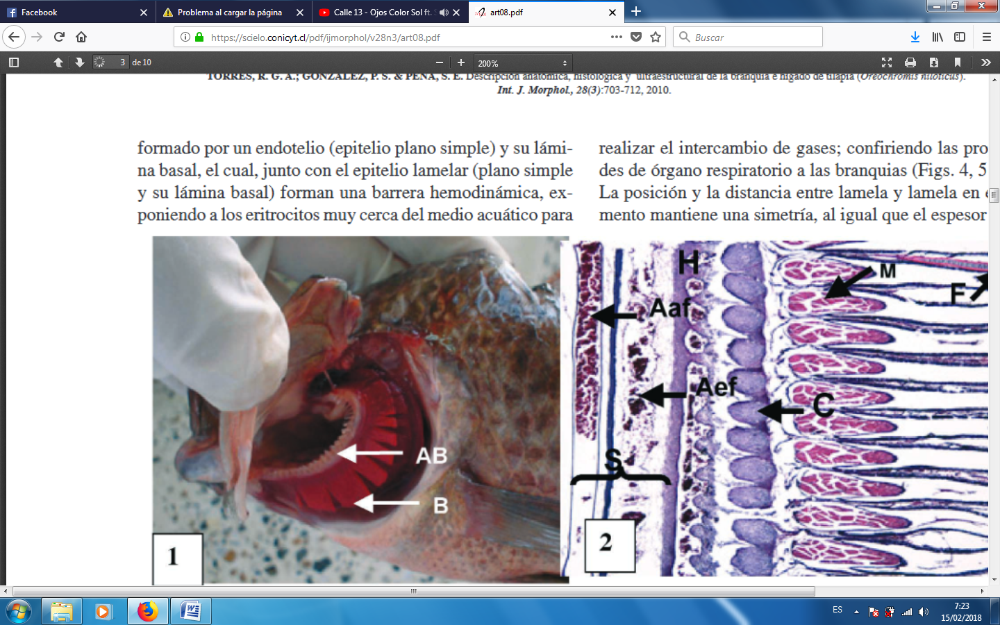 Facebook
Problema al cargar la página
Calle 13 - Ojos Color Sol ft. S
art08.pdf
https://scielo.conicyt.cl/pdf/ijmorphol/v28n3/art08.pdf
Buscar
3 de 10
200%
TORRES, R. G. A.; GONZÁLEZ, P. S. & PEÑA, S. E. Descripción anatómica, histológica y ultraestructural de la branquia e hígado de tilapia (Oreochromis niloticus).
Int. J. Morphol., 28(3):703-712, 2010.
formado por un endotelio (epitelio plano simple) y su lámi-
na basal, el cual, junto con el epitelio lamelar (plano simple
y su lámina basal) forman una barrera hemodinámica, ex-
poniendo a los eritrocitos muy cerca del medio acuático para
realizar el intercambio de gases; confiriendo las pro
des de órgano respiratorio a las branquias (Figs. 4, 5
La posición y la distancia entre lamela y lamela en e
mento mantiene una simetría, al igual que el espesor
AB
B
1
H
M
F
Aaf
Aef
C
S
2
ES
7:23
15/02/2018